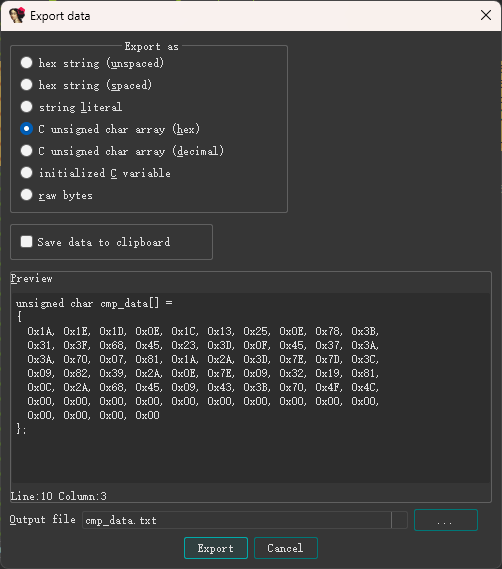 Export data
Export as
hex string (unspaced)
hex string (spaced)
string literal
C unsigned char array (hex)
C unsigned char array (decimal)
initialized C variable
raw bytes
Save data to clipboard
Preview
unsigned char cmp_data[] =
{
0x1A, 0x1E, 0x1D, 0x0E, 0x1C, 0x13, 0x25, 0x0E, 0x78, 0x3B,
0x31, 0x3F, 0x68, 0x45, 0x23, 0x3D, 0x0F, 0x45, 0x37, 0x3A,
0x3A, 0x70, 0x07, 0x81, 0x1A, 0x2A, 0x3D, 0x7E, 0x7D, 0x3C,
0x09, 0x82, 0x39, 0x2A, 0x0E, 0x7E, 0x09, 0x32, 0x19, 0x81,
0x0C, 0x2A, 0x68, 0x45, 0x09, 0x43, 0x3B, 0x70, 0x4F, 0x4C,
0x00, 0x00, 0x00, 0x00, 0x00, 0x00, 0x00, 0x00, 0x00, 0x00,
0x00, 0x00, 0x00, 0x00
};
Line:10 Column:3
Output file cmp_data.txt ...
Export Cancel